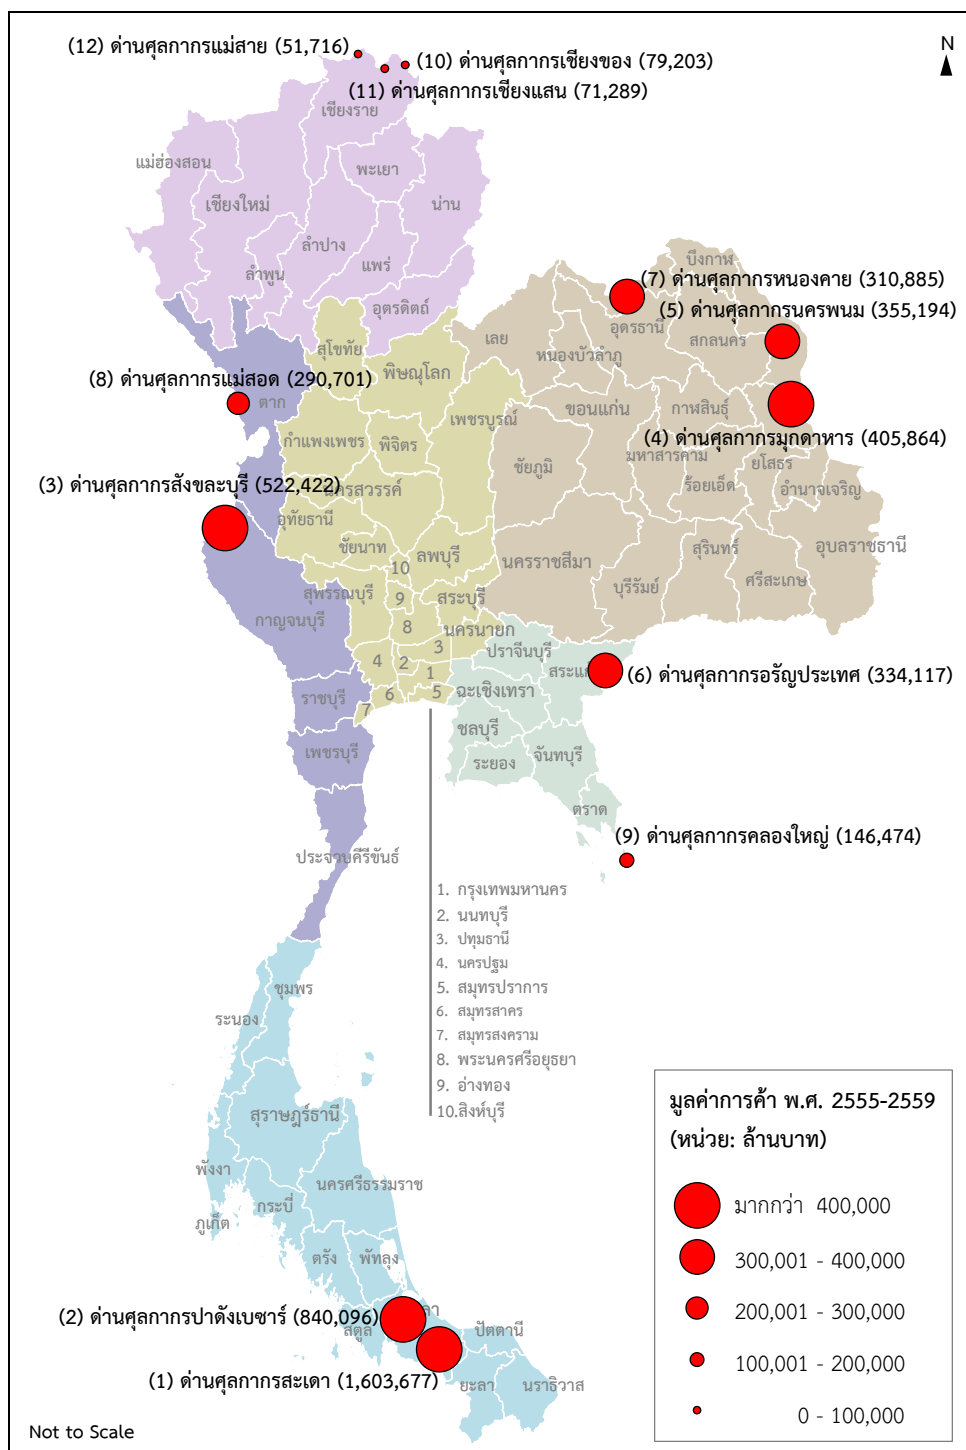 (12) ด่านศุลกากรแม่สาย (51,716)
N
(10) ด่านศุลกากรเชียงของ (79,203)
(11) ด่านศุลกากรเชียงแสน (71,289)
เชียงราย
แม่ฮ่องสอน
พะเยา
เชียงใหม่
น่าน
ลำปาง
แพร่
ลำพูน
บึงกาฬ
(7) ด่านศุลกากรหนองคาย (310,885)
อุตรดิตถ์
(5) ด่านศุลกากรนครพนม (355,194)
อุดรธานี
สกลนคร
เลย
สุโขทัย
หนองบัวลำภู
พิษณุโลก
(8) ด่านศุลกากรแม่สอด (290,701)
ตาก
ขอนแก่น
กาฬสินธุ์
เพชรบูรณ์
กำแพงเพชร
พิจิตร
(4) ด่านศุลกากรมุกดาหาร (405,864)
มหาสารคาม
ยโสธร
ชัยภูมิ
(3) ด่านศุลกากรสังขละบุรี (522,422)
นครสวรรค์
ร้อยเอ็ด
อำนาจเจริญ
อุทัยธานี
ชัยนาท
ลพบุรี
นครราชสีมา
สุรินทร์
อุบลราชธานี
10
สุพรรณบุรี
9
สระบุรี
บุรีรัมย์
ศรีสะเกษ
กาญจนบุรี
8
นครนายก
3
ปราจีนบุรี
4
2
1
สระแก
(6) ด่านศุลกากรอรัญประเทศ (334,117)
ราชบุรี
6
5
ฉะเชิงเทรา
7
ชลบุรี
เพชรบุรี
ระยอง
จันทบุรี
ตราด
(9) ด่านศุลกากรคลองใหญ่ (146,474)
ประจวบคีรีขันธ์
1. กรุงเทพมหานคร
2. นนทบุรี
3. ปทุมธานี
4. นครปฐม
5. สมุทรปราการ
6. สมุทรสาคร
7. สมุทรสงคราม
8. พระนครศรีอยุธยา
9. อ่างทอง
10.สิงห์บุรี
ชุมพร
ระนอง
สุราษฎร์ธานี
พังงา
นครศรีธรรมราช
กระบี่
ภูเก็ต
ตรัง
พัทลุง
(2) ด่านศุลกากรปาดังเบซาร์ (840,096)
ลา
สตูล
ปัตตานี
(1) ด่านศุลกากรสะเดา (1,603,677)
ยะลา
นราธิวาส
มูลค่าการค้า พ.ศ. 2555-2559
(หน่วย: ล้านบาท)
มากกว่า 400,000
300,001 - 400,000
200,001 - 300,000
100,001 - 200,000
0 - 100,000
Not to Scale